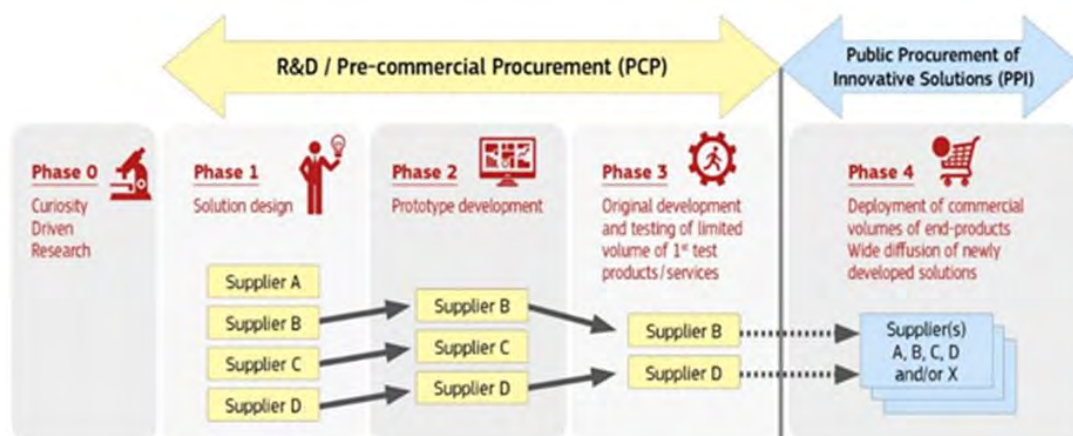 R&D / Pre-commercial Procurement (PCP)
Public Procurement of
Innovative Solutions (PPI)
Phase 0
Curiosity
Driven
Research
Phase 1
Solution design
Supplier A
Supplier B
Supplier C
Supplier D
Phase 2
Prototype development
Supplier B
Supplier C
Supplier D
Phase 3
Original development
and testing of limited
volume of 1st test
products/services
Supplier B
Supplier D
Phase 4
Deployment of commercial
volumes of end-products
Wide diffusion of newly
developed solutions
Supplier(s)
A, B, C, D
and/or X